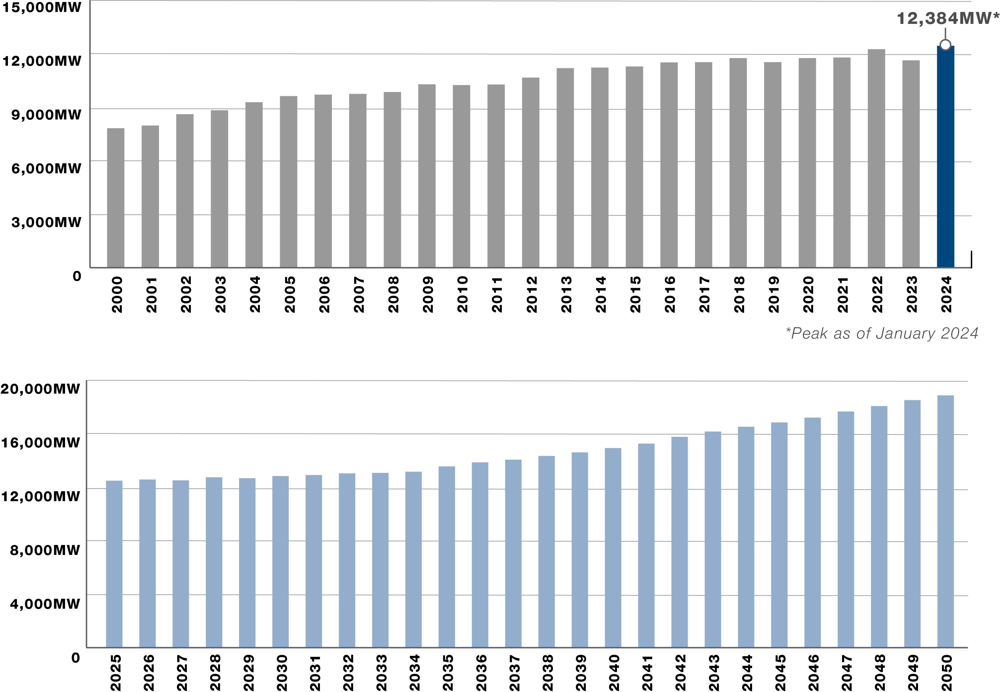 15,000MW
12,384MW*
12,000MW
9,000MW
6,000MW
3,000MW
0
2000 2001 2002 2003 2004 2005 2006 2007 2008 2009 2010 2011 2012 2013 2014 2015 2016 2017 2018 2019 2020 2021 2022 2023 2024
*Peak as of January 2024
20,000MW
16,000MW
12,000MW
8,000MW
4,000MW
0
2025 2026 2027 2028 2029 2030 2031 2032 2033 2034 2035 2036 2037 2038 2039 2040 2041 2042 2043 2044 2045 2046 2047 2048 2049 2050